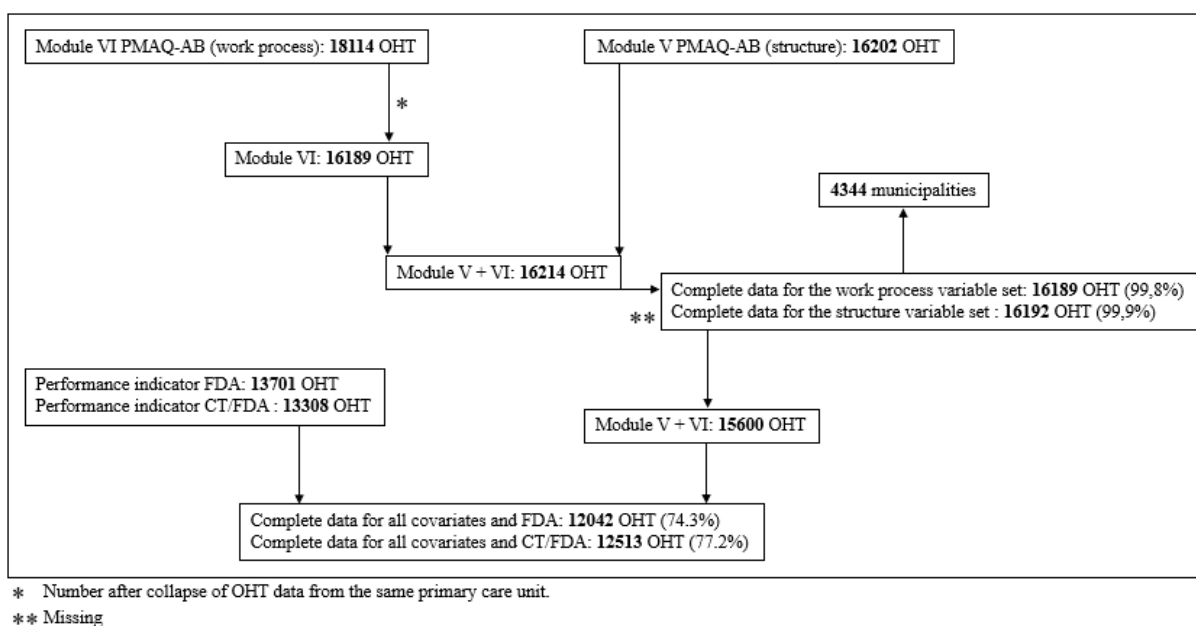 Module VI PMAQ-AB (work process): 18114 OHT
Module V PMAQ-AB (structure): 16202 OHT
*
Module VI: 16189 OHT
4344 municipalities
Module V + VI: 16214 OHT
Complete data for the work process variable set: 16189 OHT (99,8%)
Complete data for the structure variable set : 16192 OHT (99,9%)
**
Performance indicator FDA: 13701 OHT
Performance indicator CT/FDA : 13308 OHT
Module V + VI: 15600 OHT
Complete data for all covariates and FDA: 12042 OHT (74.3%)
Complete data for all covariates and CT/FDA: 12513 OHT (77.2%)
* Number after collapse of OHT data from the same primary care unit.
** Missing